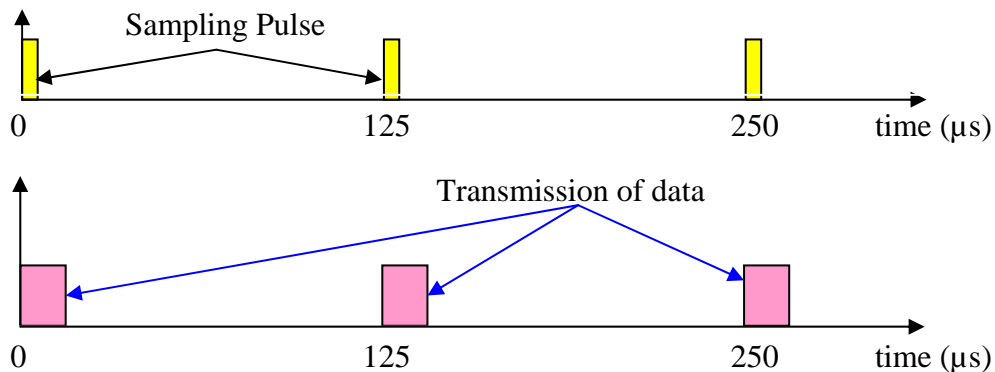 Sampling Pulse
0 125 250 time (µs)
Transmission of data
0 125 250 time (µs)